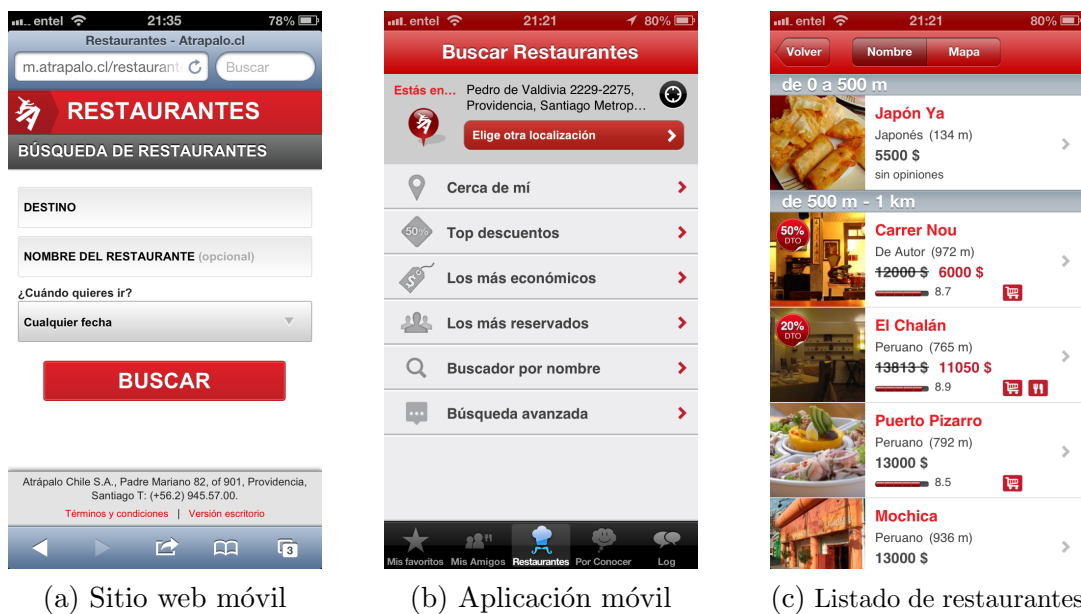 entel 21:35 78%
Restaurantes - Atrapalo.cl
m.atrapalo.cl/restaurant
Buscar
RESTAURANTES
BÚSQUEDA DE RESTAURANTES
DESTINO
NOMBRE DEL RESTAURANTE (opcional)
¿Cuándo quieres ir?
Cualquier fecha
BUSCAR
Atrápalo Chile S.A., Padre Mariano 82, of 901, Providencia,
Santiago T: (+56.2) 945.57.00.
Términos y condiciones | Versión escritorio
3
(a) Sitio web móvil
entel 21:21 80%
Buscar Restaurantes
Estás en... Pedro de Valdivia 2229-2275,
Providencia, Santiago Metrop...
Elige otra localización
Cerca de mí
50% Top descuentos
Los más económicos
Los más reservados
Buscador por nombre
Búsqueda avanzada
Mis favoritos Mis Amigos Restaurantes Por Conocer Log
(b) Aplicación móvil
entel 21:21 80%
Volver Nombre Mapa
de 0 a 500 m
Japón Ya
Japonés (134 m)
5500 $
sin opiniones
de 500 m - 1 km
50% DTO
Carrer Nou
De Autor (972 m)
12000 $ 6000 $
8.7
20% DTO
El Chalán
Peruano (765 m)
13813 $ 11050 $
8.9
Puerto Pizarro
Peruano (792 m)
13000 $
8.5
Mochica
Peruano (936 m)
13000 $
(c) Listado de restaurantes